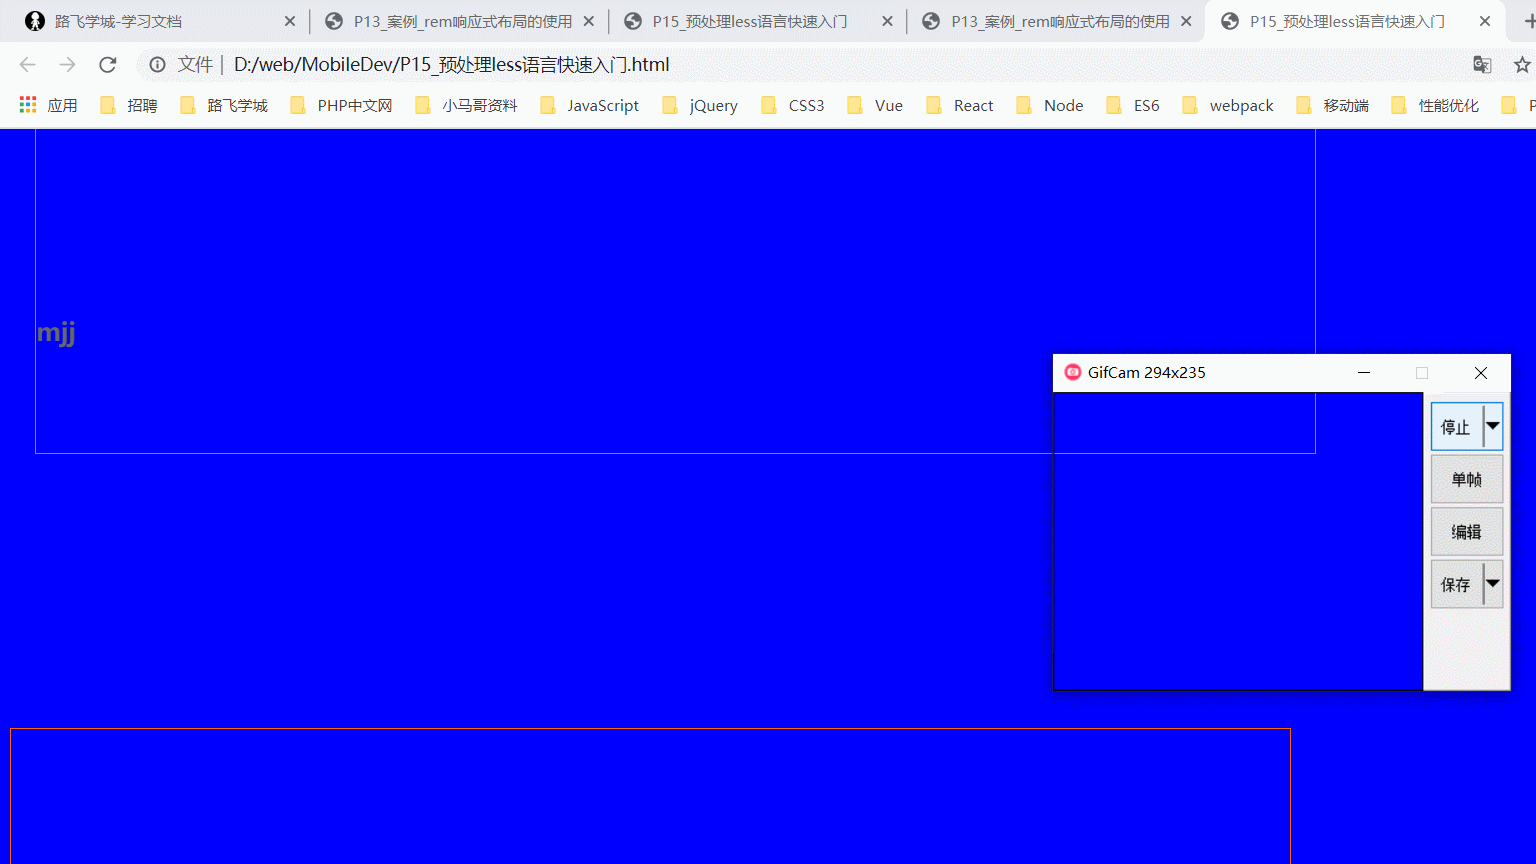 路飞学城-学习文档
P13_案例_rem响应式布局的使用
P15_预处理less语言快速入门
P13_案例_rem响应式布局的使用
P15_预处理less语言快速入门
文件 | D:/web/MobileDev/P15_预处理less语言快速入门.html
应用 招聘 路飞学城 PHP中文网 小马哥资料 JavaScript jQuery CSS3 Vue React Node ES6 webpack 移动端 性能优化
mjj
GifCam 294x235
停止
单帧
编辑
保存